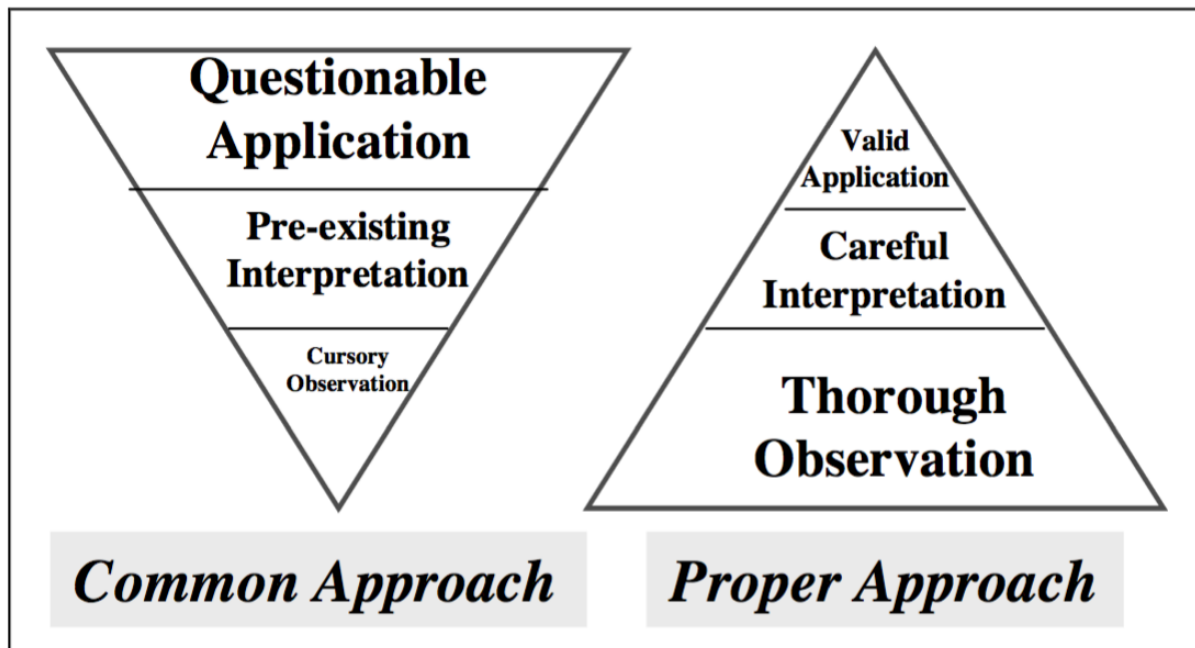 Questionable
Application
Pre-existing
Interpretation
Cursory
Observation
Common Approach
Valid
Application
Careful
Interpretation
Thorough
Observation
Proper Approach